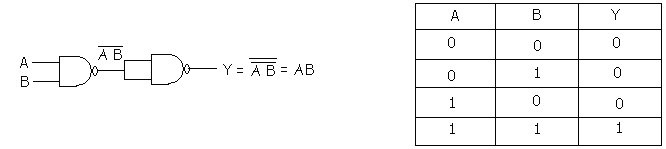 A̅ ̅B̅
A
B
Y = A̿ ̿B̿ = AB
A B Y
0 0 0
0 1 0
1 0 0
1 1 1